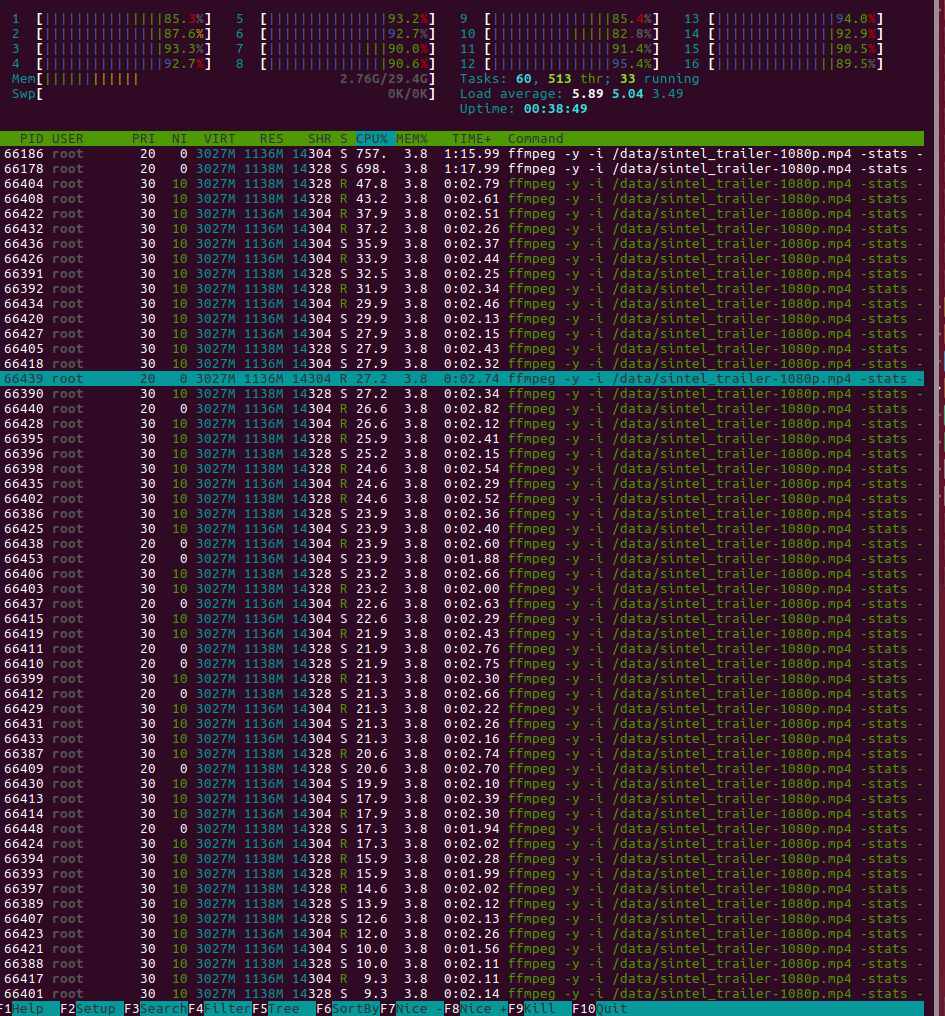 1 [||||||||||||||||85.3%] 5 [||||||||||||||||93.2%] 9 [||||||||||||||||85.4%] 13 [||||||||||||||||94.0%]
2 [||||||||||||||||87.6%] 6 [||||||||||||||||92.7%] 10 [||||||||||||||||82.8%] 14 [||||||||||||||||92.9%]
3 [||||||||||||||||93.3%] 7 [||||||||||||||||90.0%] 11 [||||||||||||||||91.4%] 15 [||||||||||||||||90.5%]
4 [||||||||||||||||92.7%] 8 [||||||||||||||||90.6%] 12 [||||||||||||||||95.4%] 16 [||||||||||||||||89.5%]
Mem[|||||||||||| 2.76G/29.4G] Tasks: 60, 513 thr; 33 running
Swp[ 0K/0K] Load average: 5.89 5.04 3.49
Uptime: 00:38:49
PID USER PRI NI VIRT RES SHR S CPU% MEM% TIME+ Command
66186 root 20 0 3027M 1136M 14304 S 757. 3.8 1:15.99 ffmpeg -y -i /data/sintel_trailer-1080p.mp4 -stats -
66178 root 20 0 3027M 1138M 14328 S 698. 3.8 1:17.99 ffmpeg -y -i /data/sintel_trailer-1080p.mp4 -stats -
66404 root 30 10 3027M 1138M 14328 R 47.8 3.8 0:02.79 ffmpeg -y -i /data/sintel_trailer-1080p.mp4 -stats -
66408 root 30 10 3027M 1138M 14328 R 43.2 3.8 0:02.61 ffmpeg -y -i /data/sintel_trailer-1080p.mp4 -stats -
66422 root 30 10 3027M 1136M 14304 R 37.9 3.8 0:02.51 ffmpeg -y -i /data/sintel_trailer-1080p.mp4 -stats -
66432 root 30 10 3027M 1136M 14304 R 37.2 3.8 0:02.26 ffmpeg -y -i /data/sintel_trailer-1080p.mp4 -stats -
66436 root 30 10 3027M 1136M 14304 S 35.9 3.8 0:02.37 ffmpeg -y -i /data/sintel_trailer-1080p.mp4 -stats -
66426 root 30 10 3027M 1136M 14304 R 33.9 3.8 0:02.44 ffmpeg -y -i /data/sintel_trailer-1080p.mp4 -stats -
66391 root 30 10 3027M 1138M 14328 S 32.5 3.8 0:02.25 ffmpeg -y -i /data/sintel_trailer-1080p.mp4 -stats -
66392 root 30 10 3027M 1138M 14328 R 31.9 3.8 0:02.34 ffmpeg -y -i /data/sintel_trailer-1080p.mp4 -stats -
66434 root 30 10 3027M 1136M 14304 R 29.9 3.8 0:02.46 ffmpeg -y -i /data/sintel_trailer-1080p.mp4 -stats -
66420 root 30 10 3027M 1136M 14304 S 29.9 3.8 0:02.13 ffmpeg -y -i /data/sintel_trailer-1080p.mp4 -stats -
66427 root 30 10 3027M 1136M 14304 R 27.9 3.8 0:02.15 ffmpeg -y -i /data/sintel_trailer-1080p.mp4 -stats -
66405 root 30 10 3027M 1138M 14328 S 27.9 3.8 0:02.43 ffmpeg -y -i /data/sintel_trailer-1080p.mp4 -stats -
66418 root 30 10 3027M 1136M 14304 S 27.9 3.8 0:02.32 ffmpeg -y -i /data/sintel_trailer-1080p.mp4 -stats -
66439 root 20 0 3027M 1136M 14304 R 27.2 3.8 0:02.74 ffmpeg -y -i /data/sintel_trailer-1080p.mp4 -stats -
66390 root 30 10 3027M 1138M 14328 S 27.2 3.8 0:02.34 ffmpeg -y -i /data/sintel_trailer-1080p.mp4 -stats -
66440 root 20 0 3027M 1136M 14304 R 26.6 3.8 0:02.82 ffmpeg -y -i /data/sintel_trailer-1080p.mp4 -stats -
66428 root 30 10 3027M 1136M 14304 R 26.6 3.8 0:02.12 ffmpeg -y -i /data/sintel_trailer-1080p.mp4 -stats -
66395 root 30 10 3027M 1138M 14328 R 25.9 3.8 0:02.41 ffmpeg -y -i /data/sintel_trailer-1080p.mp4 -stats -
66396 root 30 10 3027M 1138M 14328 S 25.2 3.8 0:02.15 ffmpeg -y -i /data/sintel_trailer-1080p.mp4 -stats -
66398 root 30 10 3027M 1138M 14328 R 24.6 3.8 0:02.54 ffmpeg -y -i /data/sintel_trailer-1080p.mp4 -stats -
66435 root 30 10 3027M 1136M 14304 R 24.6 3.8 0:02.29 ffmpeg -y -i /data/sintel_trailer-1080p.mp4 -stats -
66402 root 30 10 3027M 1138M 14328 R 24.6 3.8 0:02.52 ffmpeg -y -i /data/sintel_trailer-1080p.mp4 -stats -
66386 root 30 10 3027M 1138M 14328 S 23.9 3.8 0:02.36 ffmpeg -y -i /data/sintel_trailer-1080p.mp4 -stats -
66425 root 30 10 3027M 1136M 14304 S 23.9 3.8 0:02.40 ffmpeg -y -i /data/sintel_trailer-1080p.mp4 -stats -
66438 root 20 0 3027M 1136M 14304 R 23.9 3.8 0:02.60 ffmpeg -y -i /data/sintel_trailer-1080p.mp4 -stats -
66453 root 20 0 3027M 1136M 14304 S 23.9 3.8 0:01.88 ffmpeg -y -i /data/sintel_trailer-1080p.mp4 -stats -
66406 root 30 10 3027M 1138M 14328 S 23.2 3.8 0:02.66 ffmpeg -y -i /data/sintel_trailer-1080p.mp4 -stats -
66403 root 30 10 3027M 1138M 14328 R 23.2 3.8 0:02.00 ffmpeg -y -i /data/sintel_trailer-1080p.mp4 -stats -
66437 root 20 0 3027M 1136M 14304 R 22.6 3.8 0:02.63 ffmpeg -y -i /data/sintel_trailer-1080p.mp4 -stats -
66415 root 30 10 3027M 1136M 14304 S 22.6 3.8 0:02.29 ffmpeg -y -i /data/sintel_trailer-1080p.mp4 -stats -
66419 root 30 10 3027M 1136M 14304 R 21.9 3.8 0:02.43 ffmpeg -y -i /data/sintel_trailer-1080p.mp4 -stats -
66411 root 20 0 3027M 1138M 14328 S 21.9 3.8 0:02.76 ffmpeg -y -i /data/sintel_trailer-1080p.mp4 -stats -
66410 root 20 0 3027M 1138M 14328 S 21.9 3.8 0:02.75 ffmpeg -y -i /data/sintel_trailer-1080p.mp4 -stats -
66399 root 30 10 3027M 1138M 14328 R 21.3 3.8 0:02.30 ffmpeg -y -i /data/sintel_trailer-1080p.mp4 -stats -
66412 root 20 0 3027M 1138M 14328 S 21.3 3.8 0:02.66 ffmpeg -y -i /data/sintel_trailer-1080p.mp4 -stats -
66429 root 30 10 3027M 1136M 14304 R 21.3 3.8 0:02.22 ffmpeg -y -i /data/sintel_trailer-1080p.mp4 -stats -
66431 root 30 10 3027M 1136M 14304 S 21.3 3.8 0:02.26 ffmpeg -y -i /data/sintel_trailer-1080p.mp4 -stats -
66433 root 30 10 3027M 1136M 14304 S 21.3 3.8 0:02.16 ffmpeg -y -i /data/sintel_trailer-1080p.mp4 -stats -
66387 root 30 10 3027M 1138M 14328 R 20.6 3.8 0:02.74 ffmpeg -y -i /data/sintel_trailer-1080p.mp4 -stats -
66409 root 20 0 3027M 1138M 14328 S 20.6 3.8 0:02.70 ffmpeg -y -i /data/sintel_trailer-1080p.mp4 -stats -
66430 root 30 10 3027M 1136M 14304 S 19.9 3.8 0:02.10 ffmpeg -y -i /data/sintel_trailer-1080p.mp4 -stats -
66413 root 30 10 3027M 1136M 14304 S 17.9 3.8 0:02.39 ffmpeg -y -i /data/sintel_trailer-1080p.mp4 -stats -
66414 root 30 10 3027M 1136M 14304 R 17.9 3.8 0:02.30 ffmpeg -y -i /data/sintel_trailer-1080p.mp4 -stats -
66448 root 20 0 3027M 1138M 14328 S 17.3 3.8 0:01.94 ffmpeg -y -i /data/sintel_trailer-1080p.mp4 -stats -
66424 root 30 10 3027M 1136M 14304 R 17.3 3.8 0:02.02 ffmpeg -y -i /data/sintel_trailer-1080p.mp4 -stats -
66394 root 30 10 3027M 1138M 14328 R 15.9 3.8 0:02.28 ffmpeg -y -i /data/sintel_trailer-1080p.mp4 -stats -
66393 root 30 10 3027M 1138M 14328 S 15.9 3.8 0:01.99 ffmpeg -y -i /data/sintel_trailer-1080p.mp4 -stats -
66397 root 30 10 3027M 1138M 14328 R 14.6 3.8 0:02.02 ffmpeg -y -i /data/sintel_trailer-1080p.mp4 -stats -
66389 root 30 10 3027M 1138M 14328 S 13.9 3.8 0:02.12 ffmpeg -y -i /data/sintel_trailer-1080p.mp4 -stats -
66407 root 30 10 3027M 1138M 14328 S 12.6 3.8 0:02.13 ffmpeg -y -i /data/sintel_trailer-1080p.mp4 -stats -
66423 root 30 10 3027M 1136M 14304 R 12.0 3.8 0:02.26 ffmpeg -y -i /data/sintel_trailer-1080p.mp4 -stats -
66421 root 30 10 3027M 1136M 14304 S 10.0 3.8 0:01.56 ffmpeg -y -i /data/sintel_trailer-1080p.mp4 -stats -
66388 root 30 10 3027M 1138M 14328 S 10.0 3.8 0:02.11 ffmpeg -y -i /data/sintel_trailer-1080p.mp4 -stats -
66417 root 30 10 3027M 1136M 14304 R 9.3 3.8 0:02.11 ffmpeg -y -i /data/sintel_trailer-1080p.mp4 -stats -
66401 root 30 10 3027M 1138M 14328 S 9.3 3.8 0:02.14 ffmpeg -y -i /data/sintel_trailer-1080p.mp4 -stats -
F1Help F2Setup F3SearchF4FilterF5Tree F6SortByF7Nice -F8Nice +F9Kill F10Quit